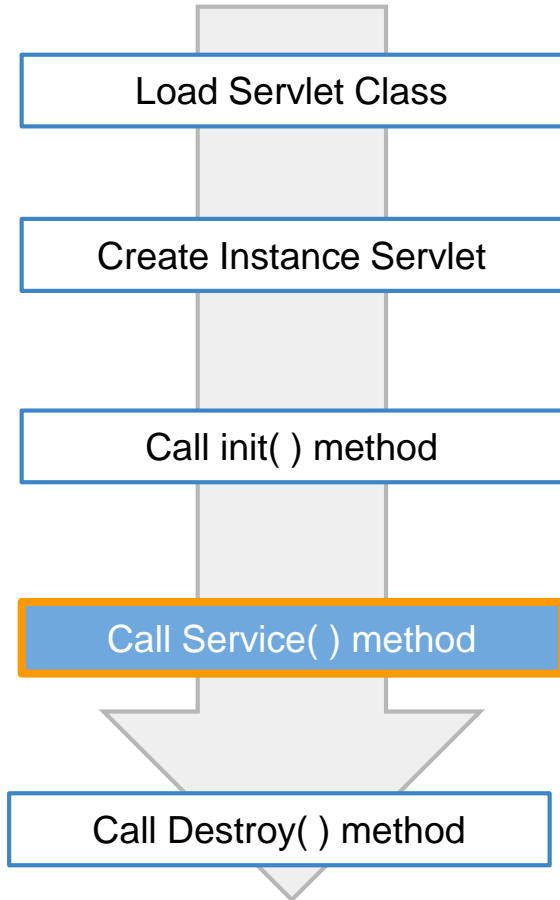 Load Servlet Class
Create Instance Servlet
Call init( ) method
Call Service( ) method
Call Destroy( ) method